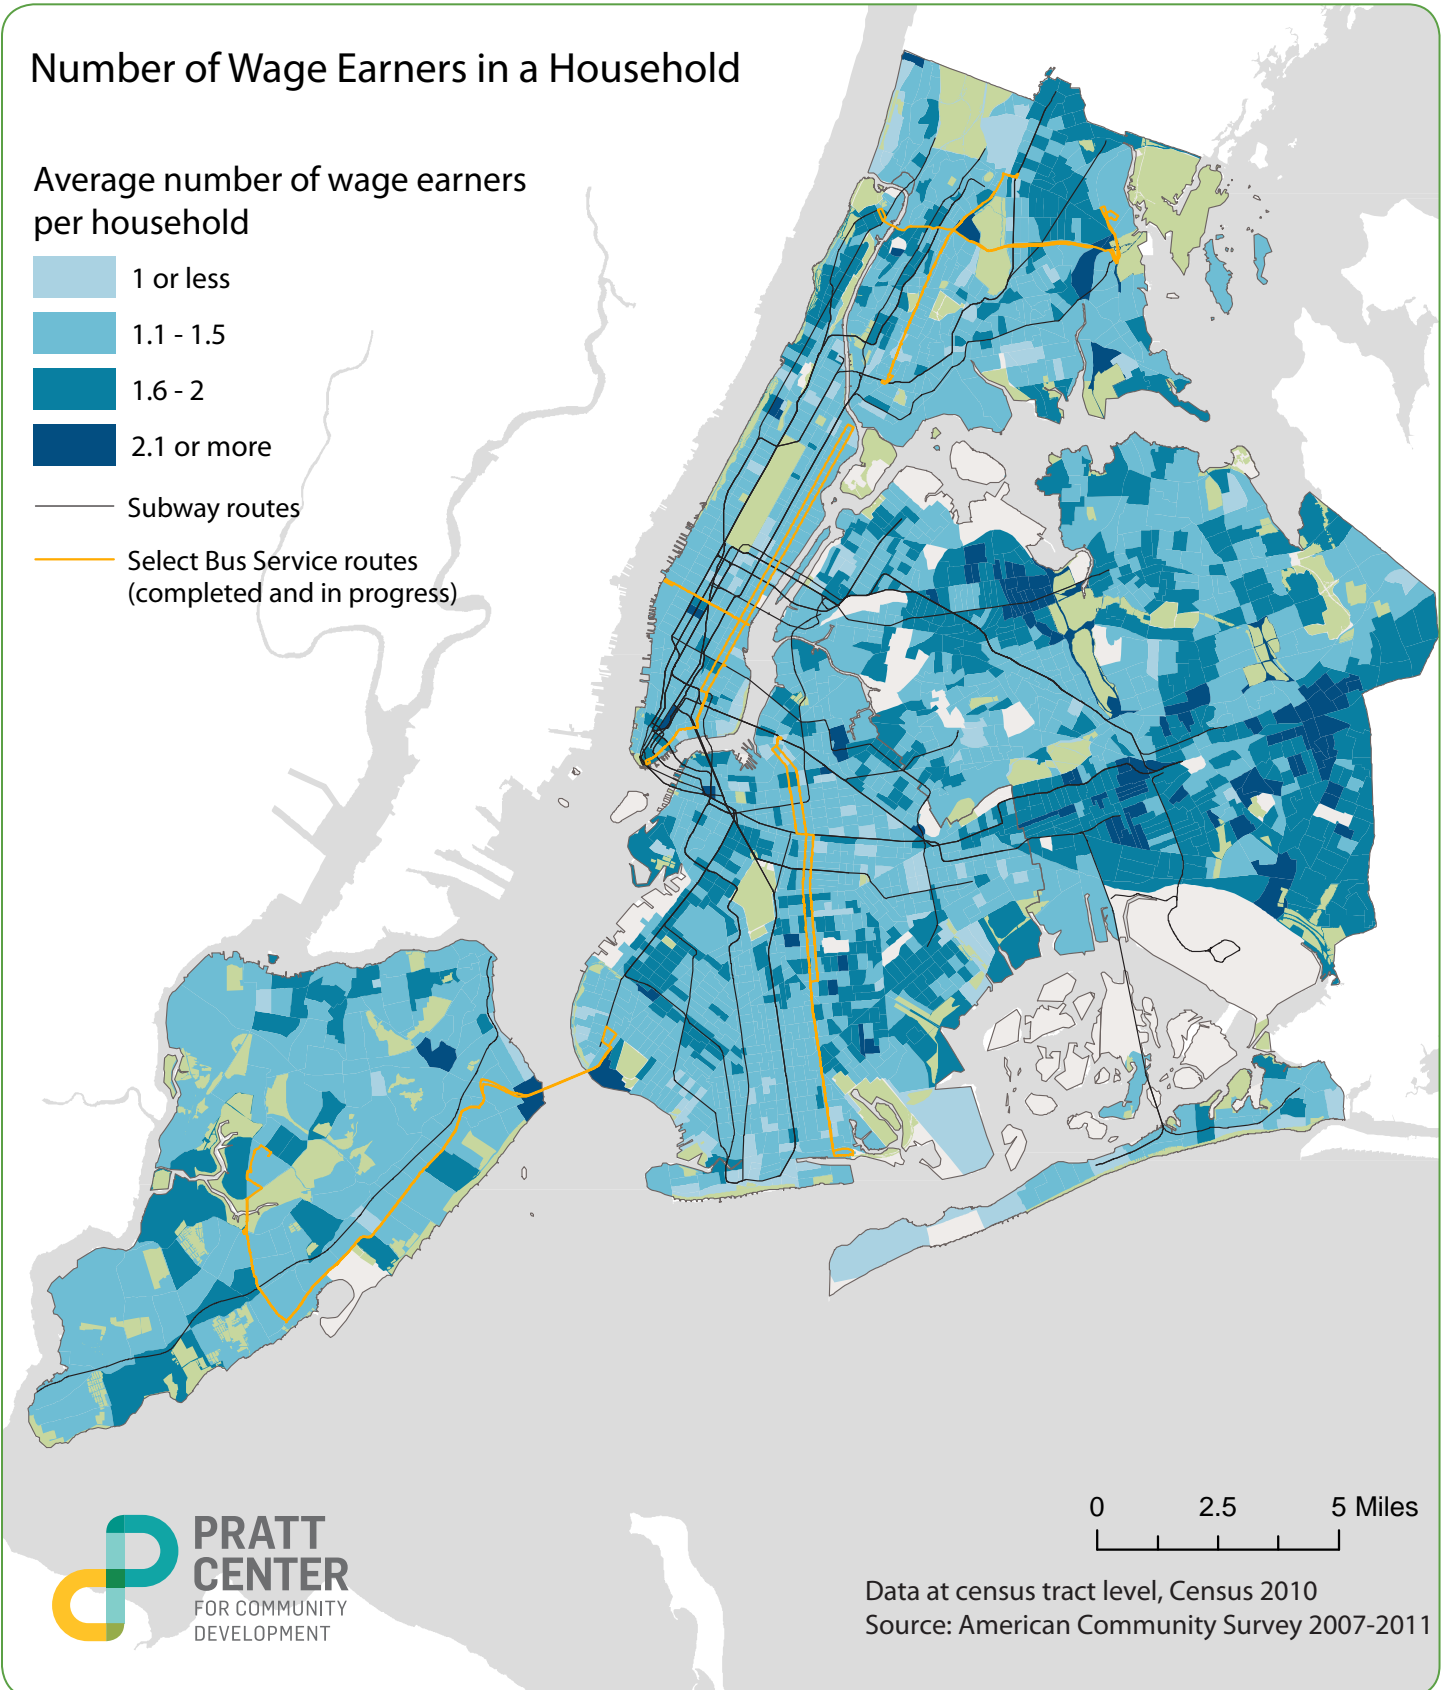 Number of Wage Earners in a Household
Average number of wage earners
per household
1 or less
1.1 - 1.5
1.6 - 2
2.1 or more
Subway routes
Select Bus Service routes
(completed and in progress)
0 2.5 5 Miles
Data at census tract level, Census 2010
Source: American Community Survey 2007-2011
PRATT
CENTER
FOR COMMUNITY
DEVELOPMENT